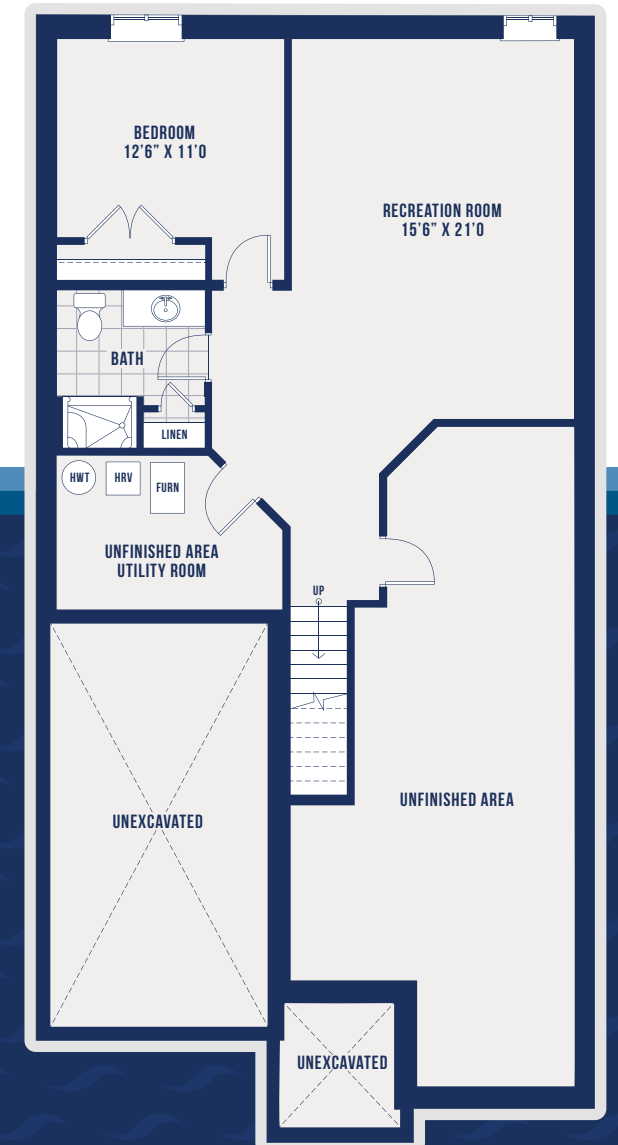 BEDROOM
12'6" X 11'0
RECREATION ROOM
15'6" X 21'0
BATH
LINEN
HWT
HRV
FURN
UNFINISHED AREA
UTILITY ROOM
UP
UNFINISHED AREA
UNEXCAVATED
UNEXCAVATED